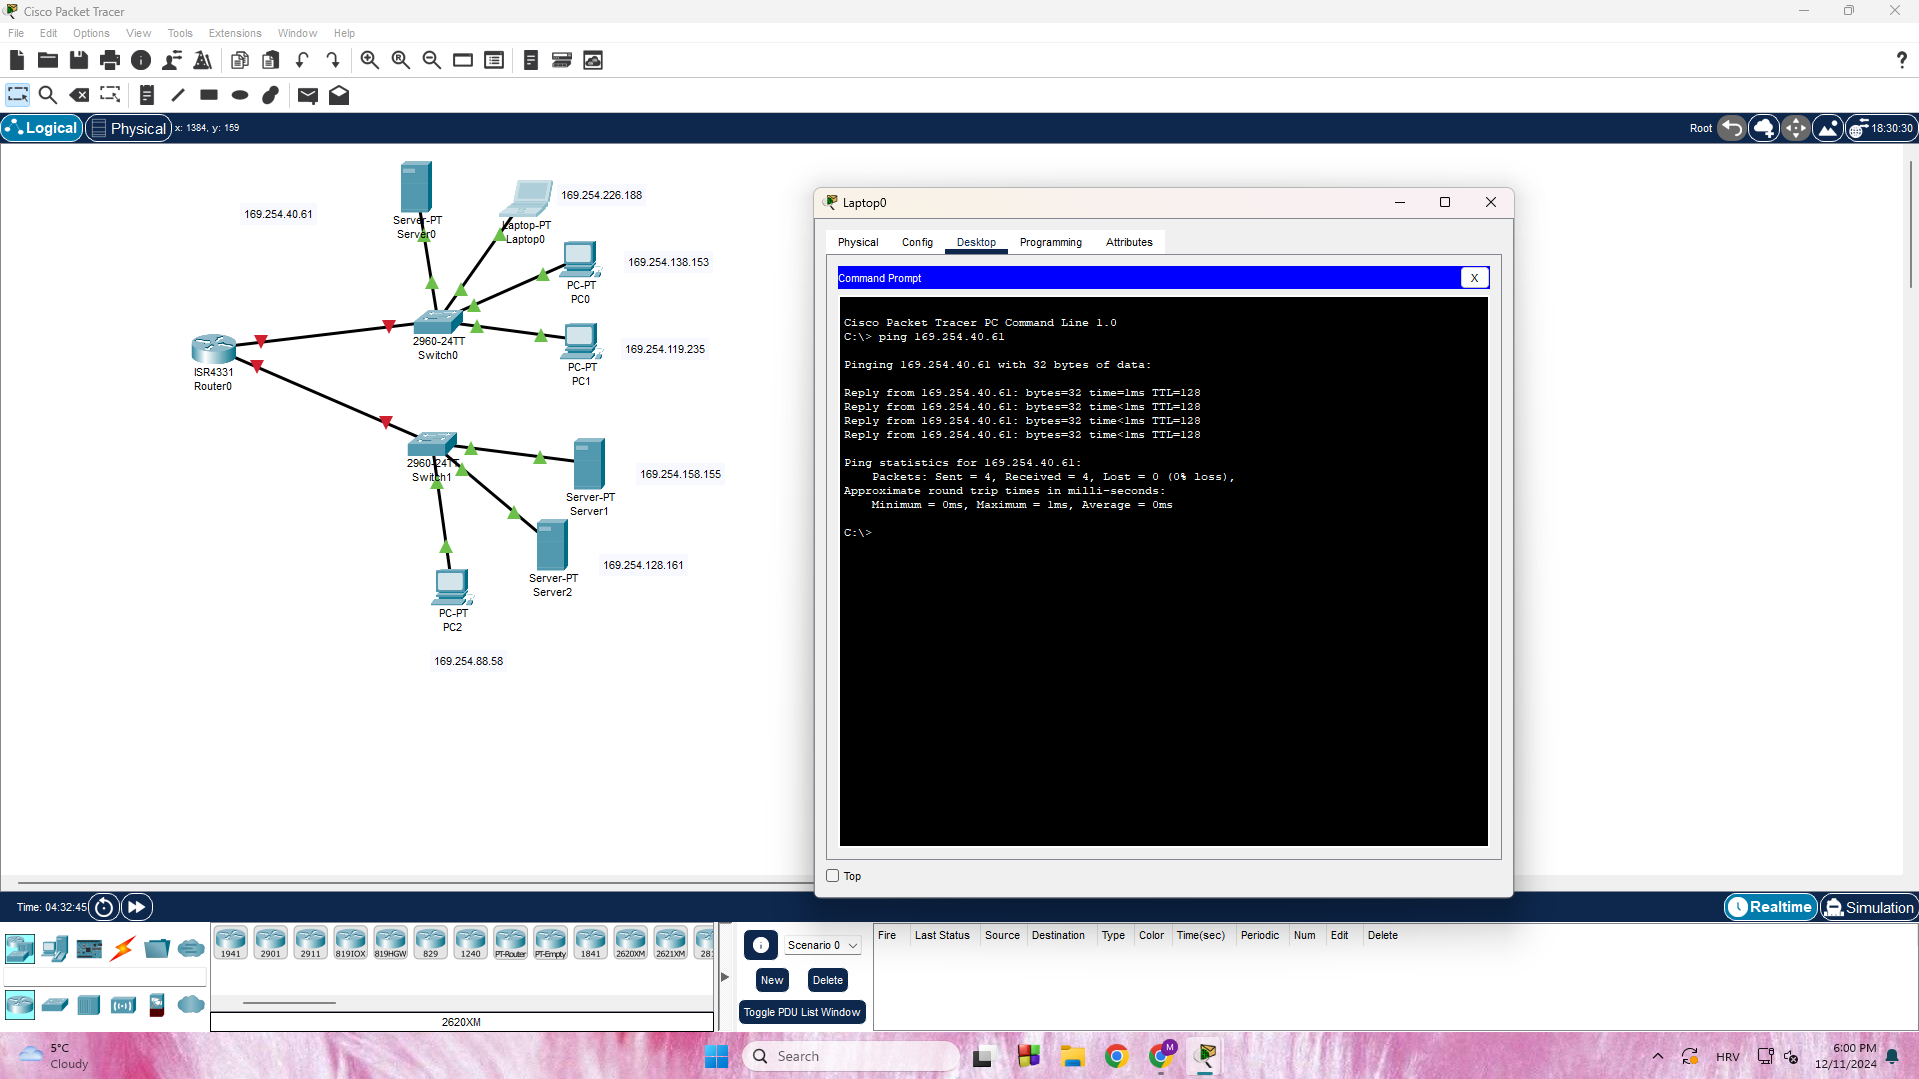 Cisco Packet Tracer
File Edit Options View Tools Extensions Window Help
?
Logical Physical x: 1384, y: 159
Root 18:30:30
169.254.40.61
Server-PT
Server0
Laptop-PT
Laptop0
169.254.226.188
PC-PT
PC0
169.254.138.153
2960-24TT
Switch0
PC-PT
PC1
169.254.119.235
ISR4331
Router0
2960-24TT
Switch1
Server-PT
Server1
169.254.158.155
Server-PT
Server2
169.254.128.161
PC-PT
PC2
169.254.88.58
Laptop0
Physical Config Desktop Programming Attributes
Command Prompt X
Cisco Packet Tracer PC Command Line 1.0
C:\> ping 169.254.40.61
Pinging 169.254.40.61 with 32 bytes of data:
Reply from 169.254.40.61: bytes=32 time=1ms TTL=128
Reply from 169.254.40.61: bytes=32 time<1ms TTL=128
Reply from 169.254.40.61: bytes=32 time<1ms TTL=128
Reply from 169.254.40.61: bytes=32 time<1ms TTL=128
Ping statistics for 169.254.40.61:
Packets: Sent = 4, Received = 4, Lost = 0 (0% loss),
Approximate round trip times in milli-seconds:
Minimum = 0ms, Maximum = 1ms, Average = 0ms
C:\>
Top
Time: 04:32:45
Realtime Simulation
1941 2901 2911 819IOX 819HGW 829 1240 PT-Router PT-Empty 1841 2620XM 2621XM 281
2620XM
Scenario 0
New Delete
Toggle PDU List Window
Fire Last Status Source Destination Type Color Time(sec) Periodic Num Edit Delete
5°C
Cloudy
Search
M
HRV
6:00 PM
12/11/2024